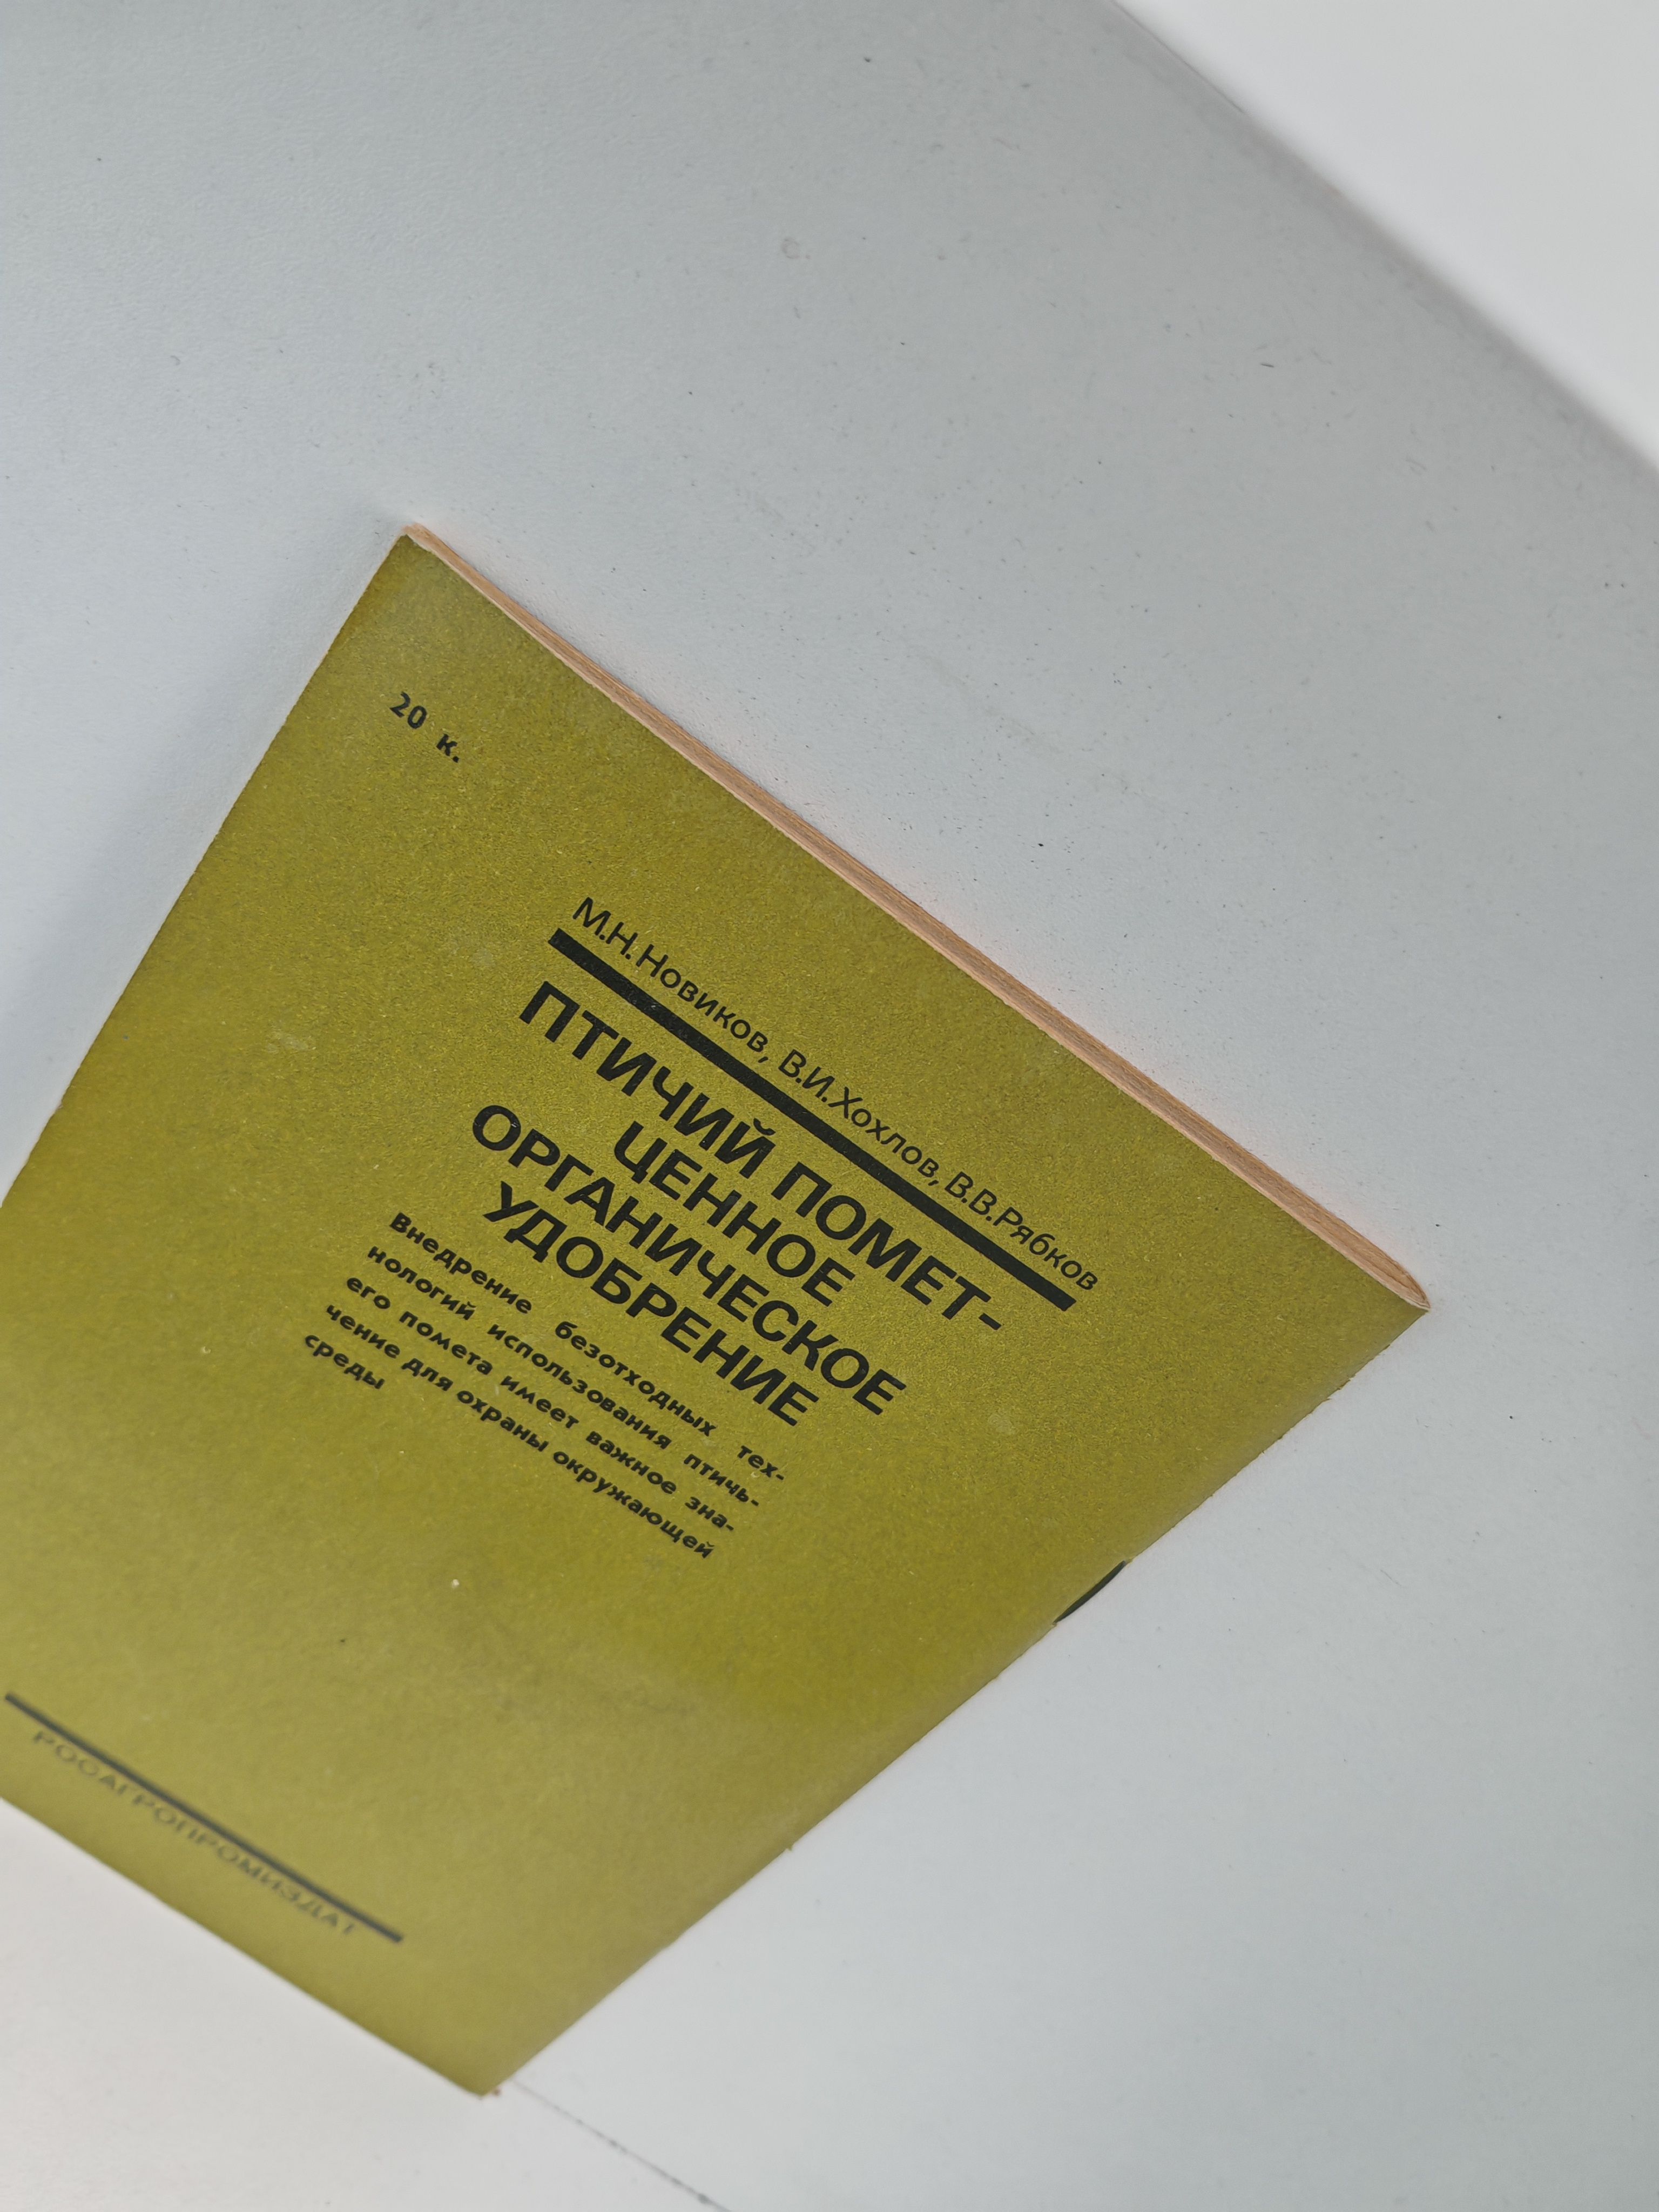 20 к.
М.Н.Новиков, В.И.Хохлов, В.В.Рябков
ПТИЧИЙ ПОМЕТ-
ЦЕННОЕ
ОРГАНИЧЕСКОЕ
УДОБРЕНИЕ
Внедрение безотходных тех-
нологий использования птичь-
его помета имеет важное зна-
чение для охраны окружающей
среды
РОСАГРОПРОМИЗДАТ